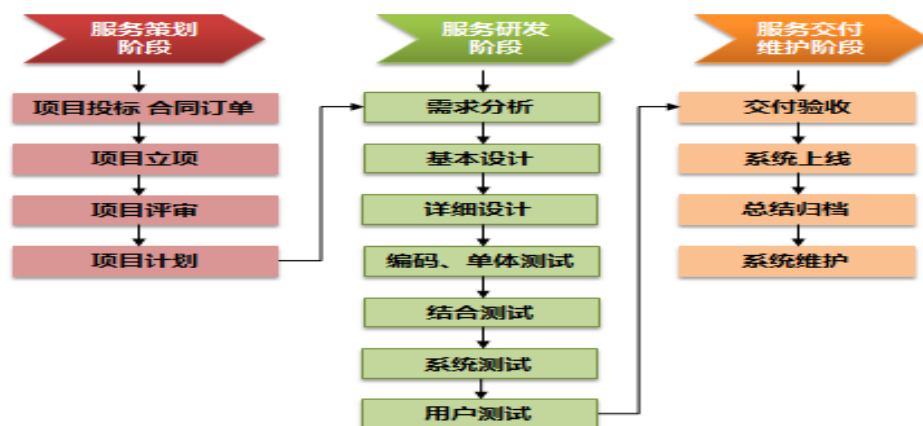 服务策划
阶段
项目投标 合同订单
项目立项
项目评审
项目计划
服务研发
阶段
需求分析
基本设计
详细设计
编码、单体测试
结合测试
系统测试
用户测试
服务交付
维护阶段
交付验收
系统上线
总结归档
系统维护